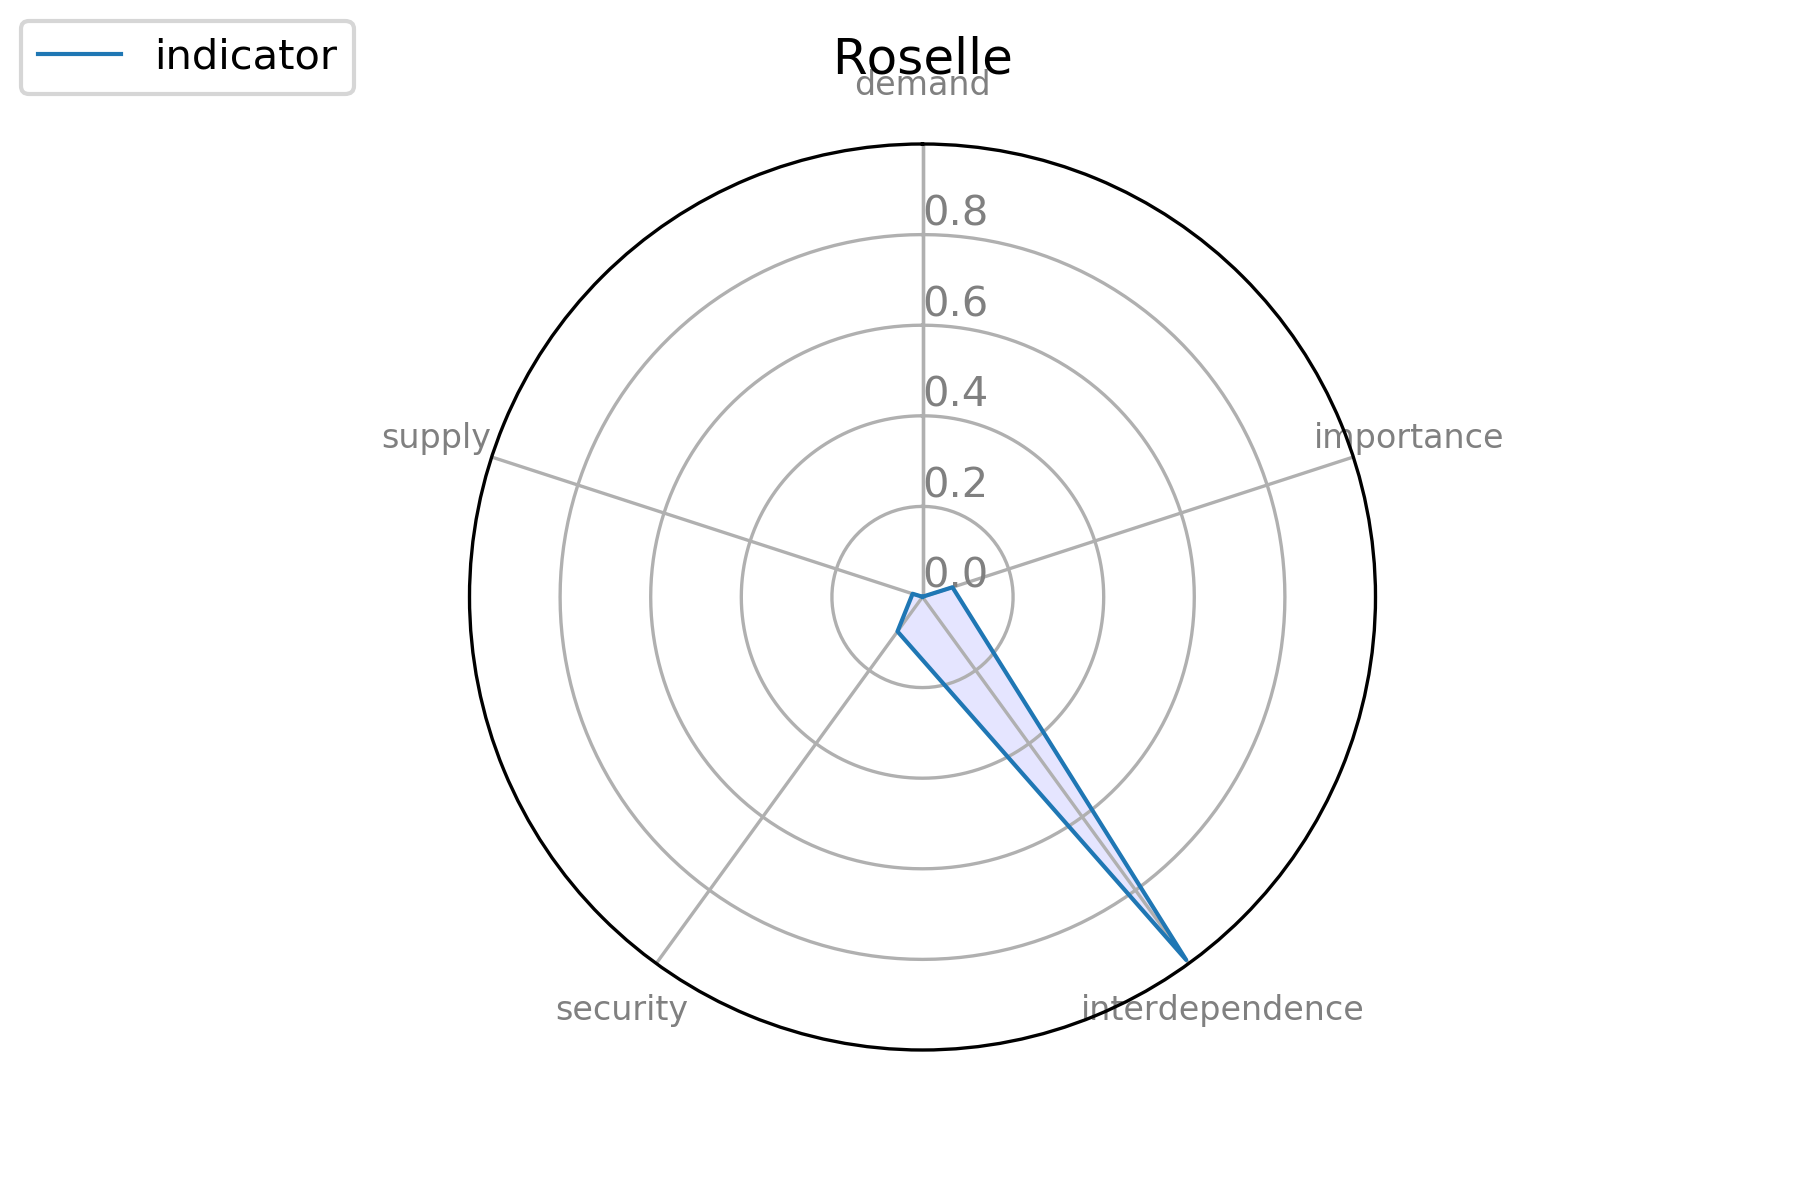 indicator
Roselle
demand
0.8
0.6
0.4
supply
importance
0.2
0.0
security
interdependence